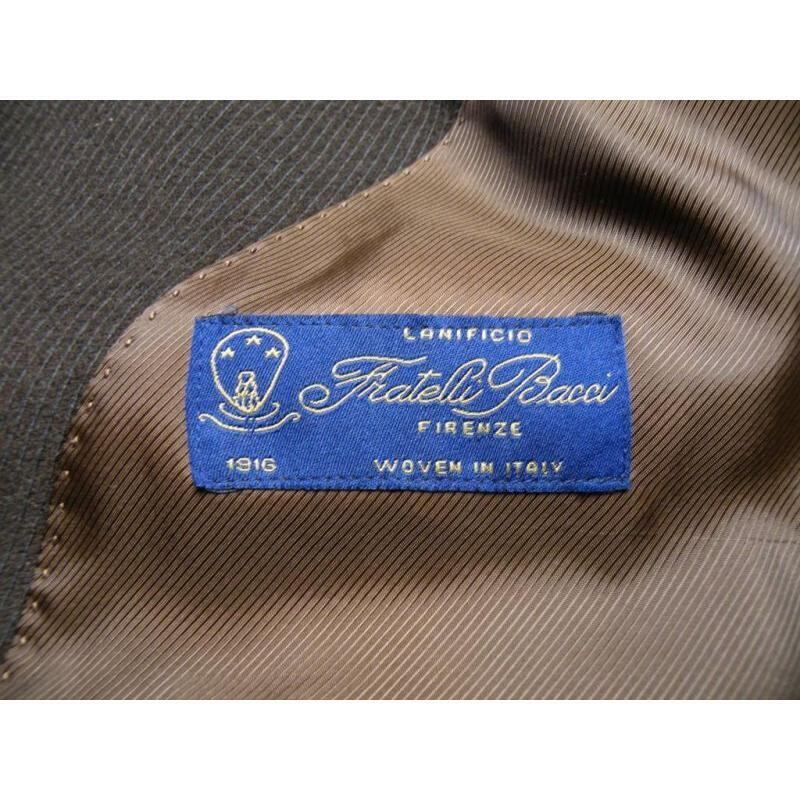 LANIFICIO
Fratelli Bacci
FIRENZE
1916 WOVEN IN ITALY